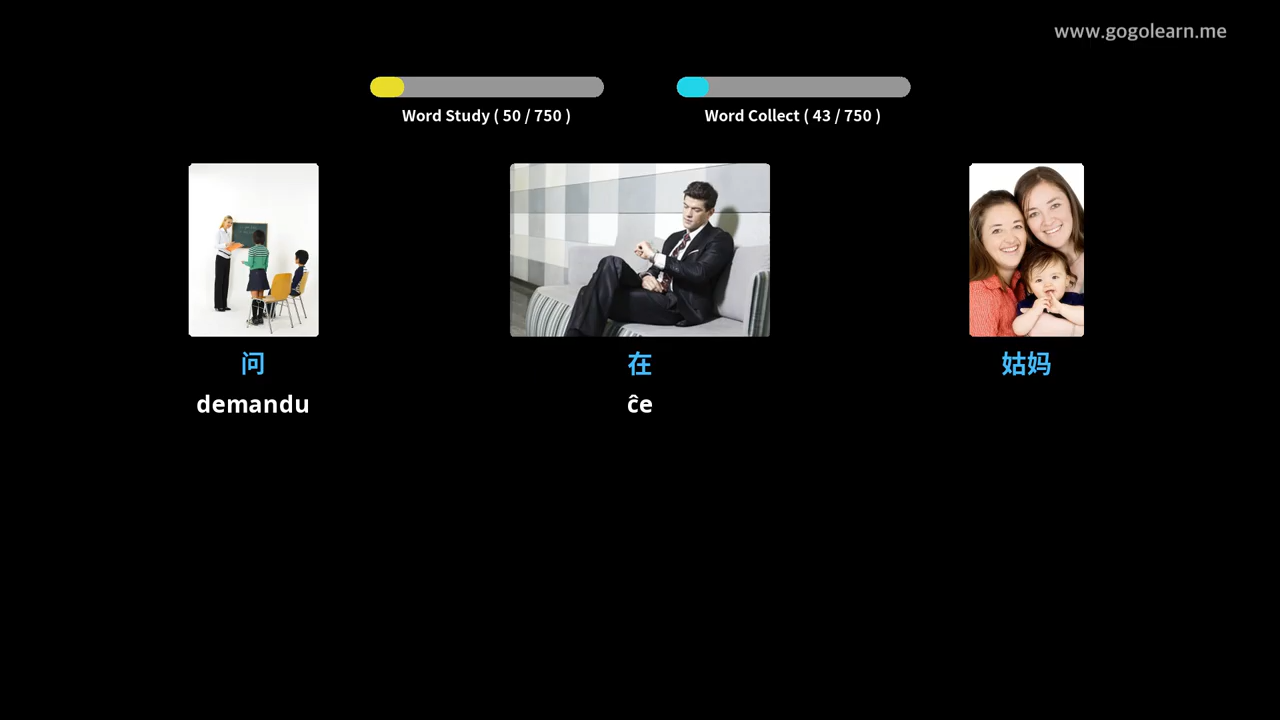 www.gogolearn.me
Word Study ( 50 / 750 )
Word Collect ( 43 / 750 )
问
在
姑妈
demandu
ĉe